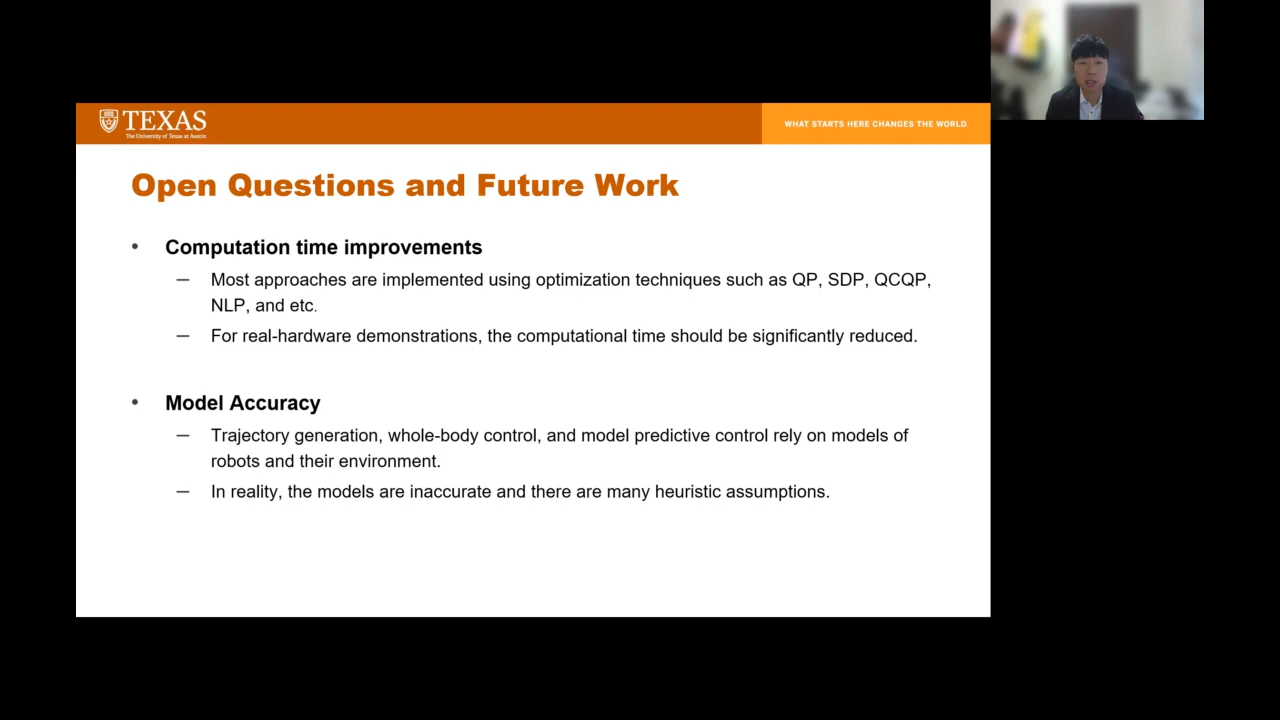 TEXAS
The University of Texas at Austin
WHAT STARTS HERE CHANGES THE WORLD
Open Questions and Future Work
• Computation time improvements
— Most approaches are implemented using optimization techniques such as QP, SDP, QCQP,
NLP, and etc.
— For real-hardware demonstrations, the computational time should be significantly reduced.
• Model Accuracy
— Trajectory generation, whole-body control, and model predictive control rely on models of
robots and their environment.
— In reality, the models are inaccurate and there are many heuristic assumptions.